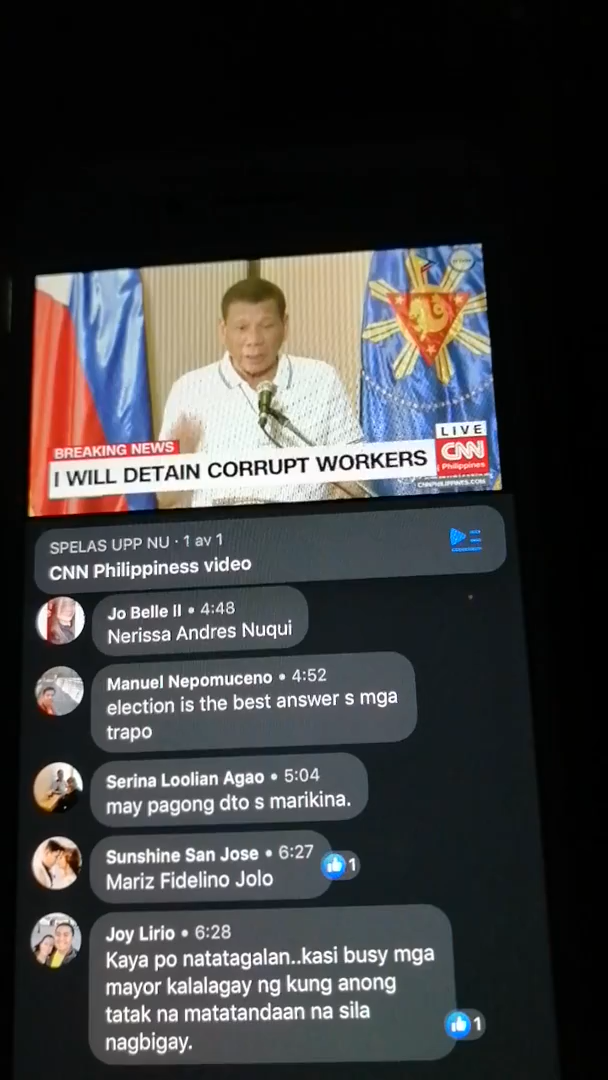 BREAKING NEWS
I WILL DETAIN CORRUPT WORKERS
LIVE
CNN
Philippines
CNNPHILIPPINES.COM
SPELAS UPP NU · 1 av 1
CNN Philippiness video
Jo Belle II • 4:48
Nerissa Andres Nuqui
Manuel Nepomuceno • 4:52
election is the best answer s mga
trapo
Serina Loolian Agao • 5:04
may pagong dto s marikina.
Sunshine San Jose • 6:27
1
Mariz Fidelino Jolo
Joy Lirio • 6:28
Kaya po natatagalan..kasi busy mga
mayor kalalagay ng kung anong
tatak na matatandaan na sila
nagbigay.
1